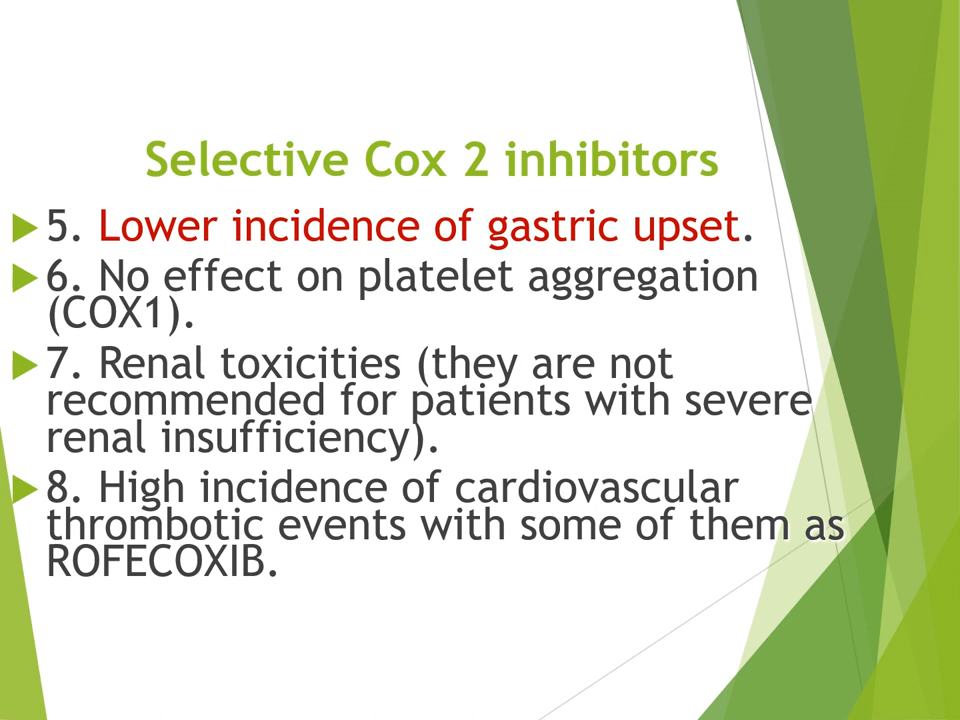 Selective Cox 2 inhibitors
5. Lower incidence of gastric upset.
6. No effect on platelet aggregation
(COX1).
7. Renal toxicities (they are not
recommended for patients with severe
renal insufficiency).
8. High incidence of cardiovascular
thrombotic events with some of them as
ROFECOXIB.